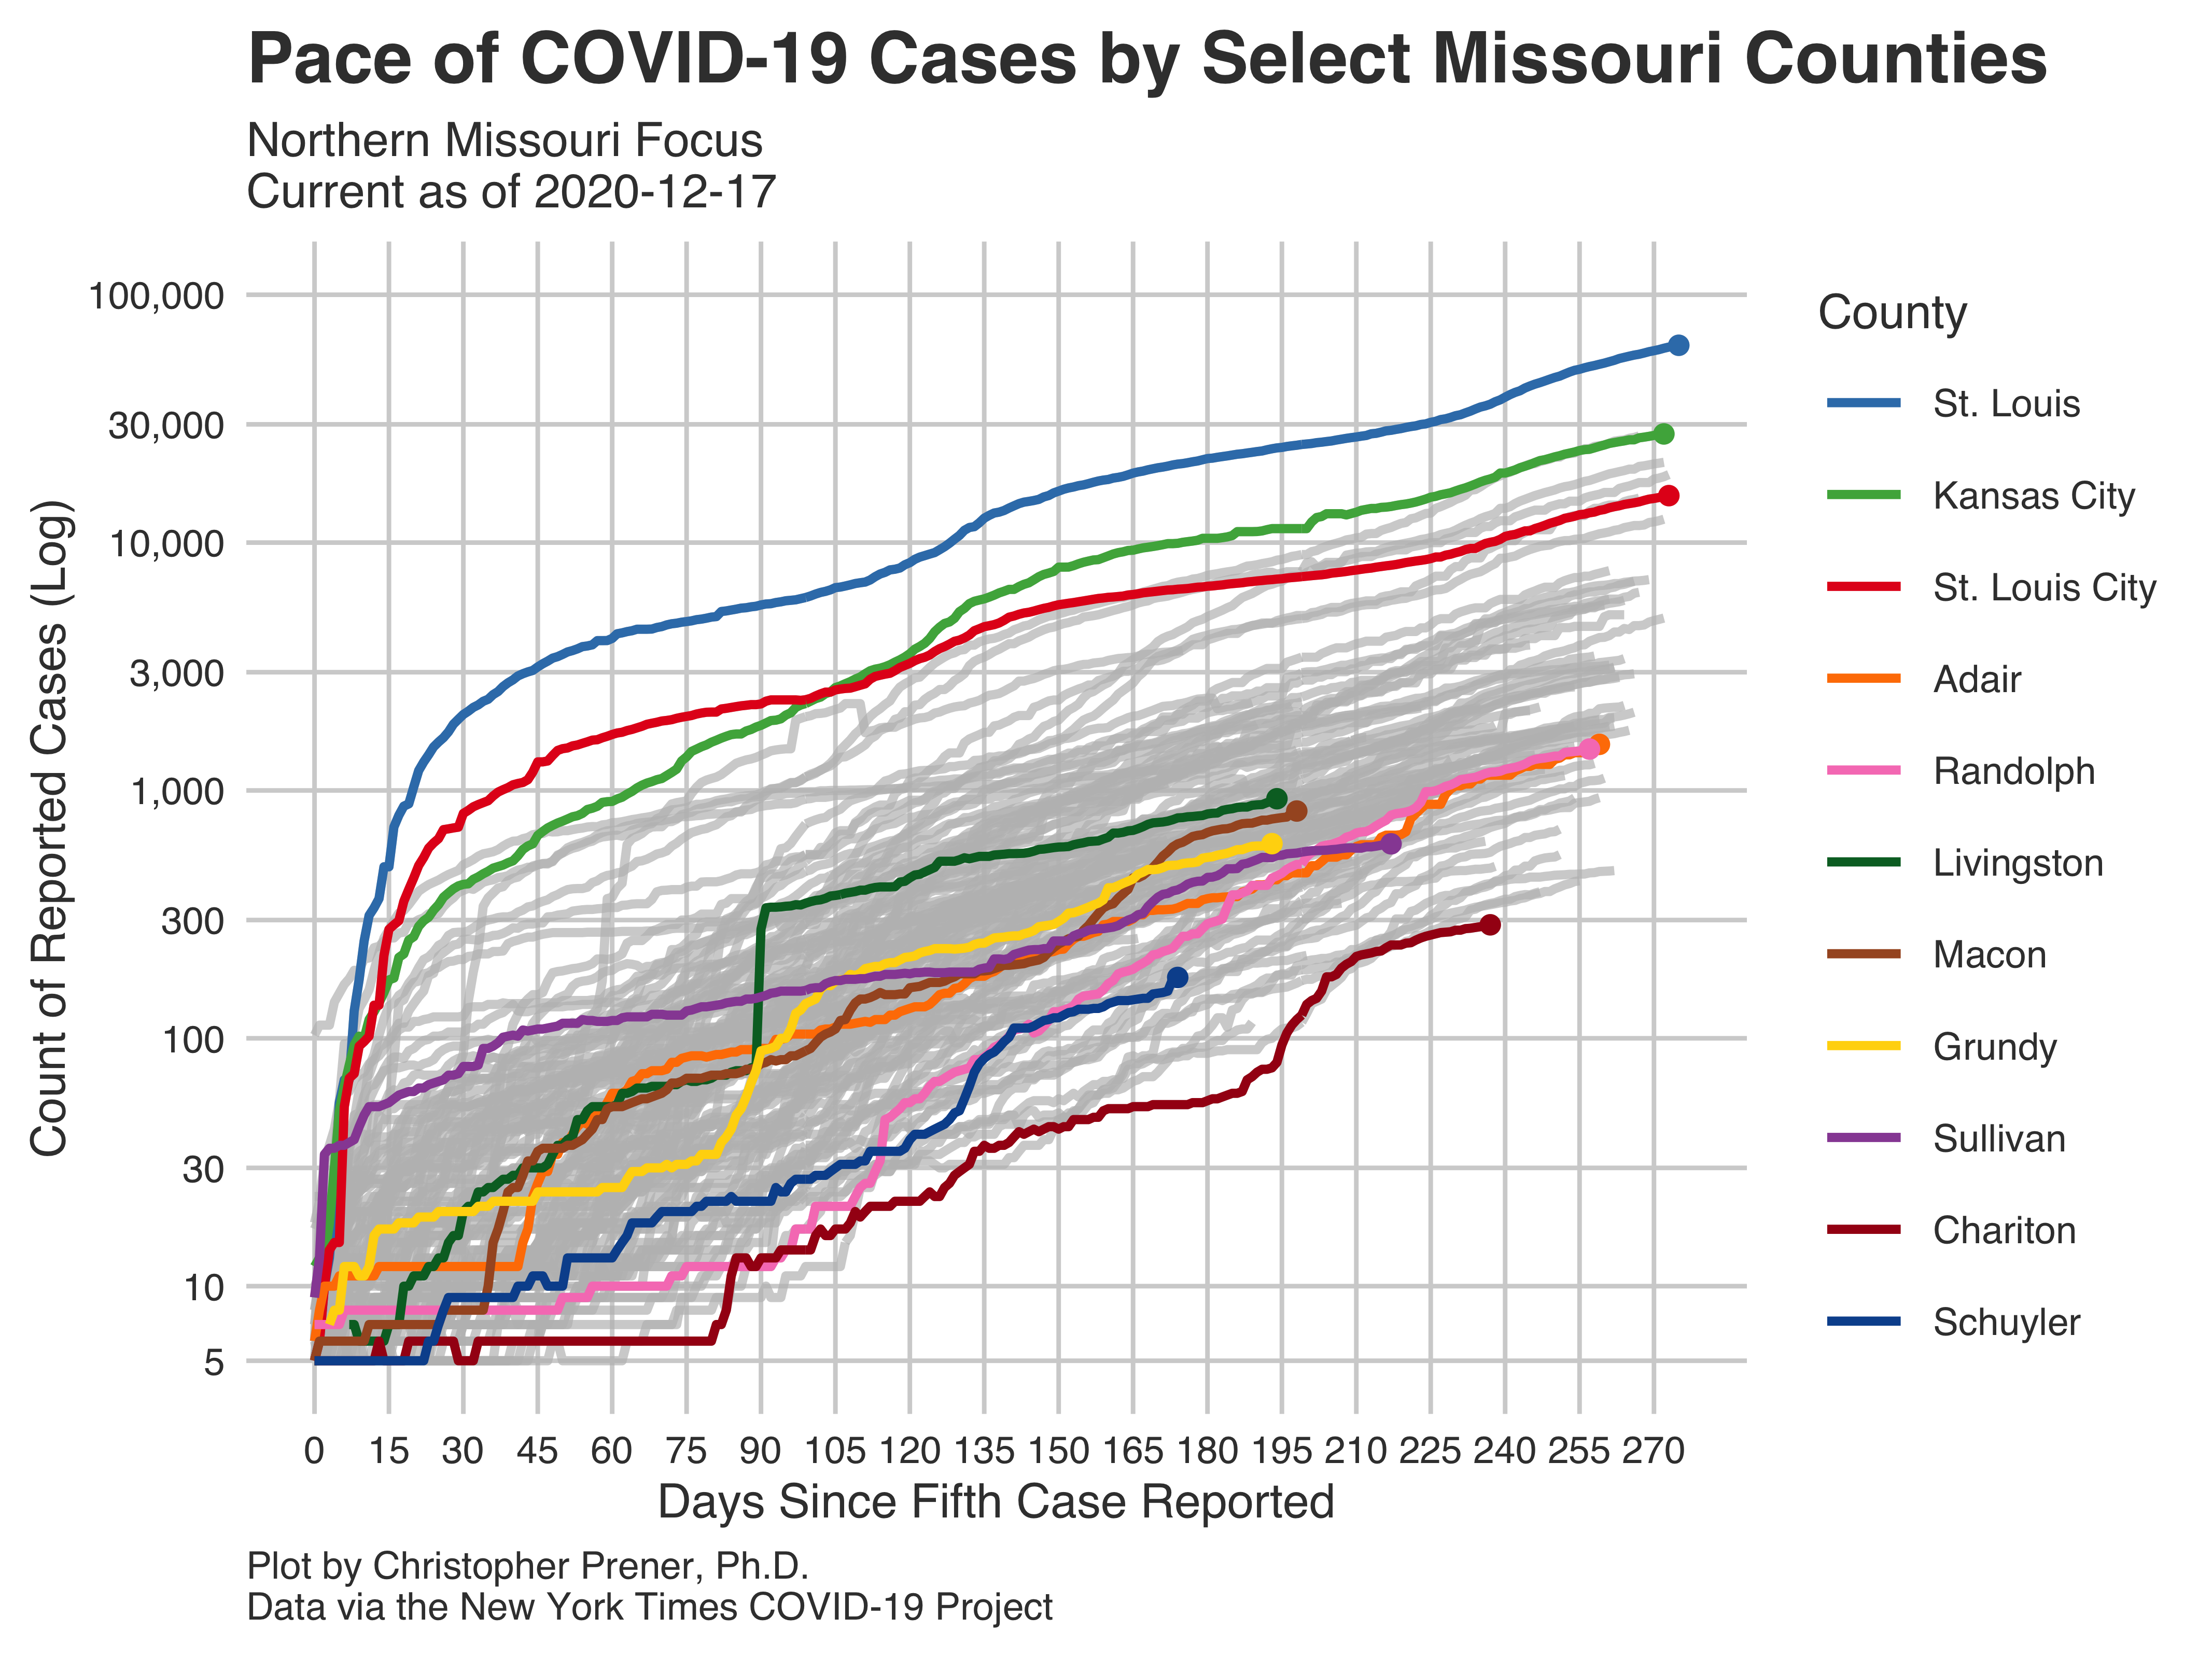 Pace of COVID-19 Cases by Select Missouri Counties
Northern Missouri Focus
Current as of 2020-12-17
Count of Reported Cases (Log)
100,000
30,000
10,000
3,000
1,000
300
100
30
10
5
0 15 30 45 60 75 90 105 120 135 150 165 180 195 210 225 240 255 270
Days Since Fifth Case Reported
County
St. Louis
Kansas City
St. Louis City
Adair
Randolph
Livingston
Macon
Grundy
Sullivan
Chariton
Schuyler
Plot by Christopher Prener, Ph.D.
Data via the New York Times COVID-19 Project